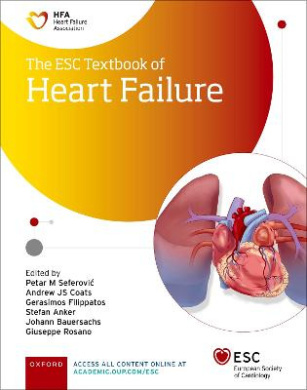 HFA
Heart Failure
Association
The ESC Textbook of
Heart Failure
Edited by
Petar M Seferović
Andrew JS Coats
Gerasimos Filippatos
Stefan Anker
Johann Bauersachs
Giuseppe Rosano
OXFORD
ACCESS ALL CONTENT ONLINE AT
ACADEMIC.OUP.COM/ESC
ESC
European Society
of Cardiology